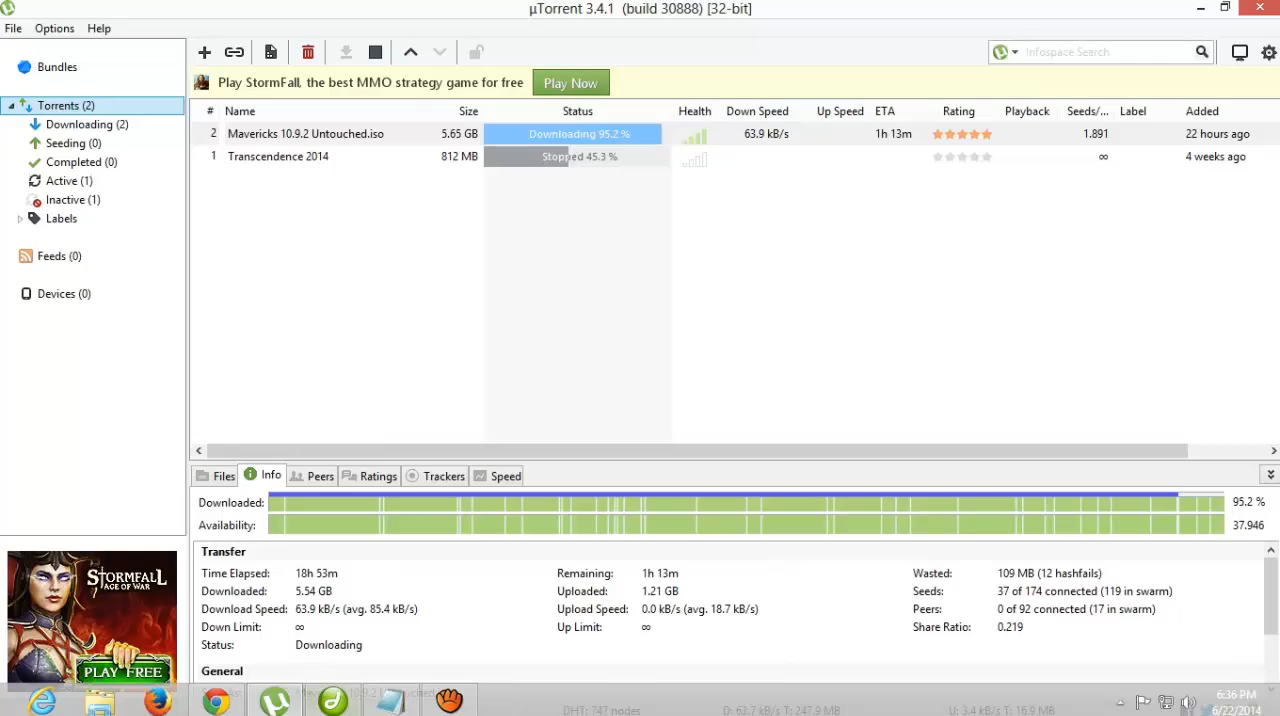 µTorrent 3.4.1 (build 30888) [32-bit]
File Options Help
Infospace Search
Bundles
Play StormFall, the best MMO strategy game for free Play Now
Torrents (2)
Downloading (2)
Seeding (0)
Completed (0)
Active (1)
Inactive (1)
Labels
Feeds (0)
Devices (0)
# Name Size Status Health Down Speed Up Speed ETA Rating Playback Seeds/... Label Added
2 Mavericks 10.9.2 Untouched.iso 5.65 GB Downloading 95.2 % 63.9 kB/s 1h 13m 1.891 22 hours ago
1 Transcendence 2014 812 MB Stopped 45.3 % ∞ 4 weeks ago
Files Info Peers Ratings Trackers Speed
Downloaded: 95.2 %
Availability: 37.946
Transfer
Time Elapsed: 18h 53m Remaining: 1h 13m Wasted: 109 MB (12 hashfails)
Downloaded: 5.54 GB Uploaded: 1.21 GB Seeds: 37 of 174 connected (119 in swarm)
Download Speed: 63.9 kB/s (avg. 85.4 kB/s) Upload Speed: 0.0 kB/s (avg. 18.7 kB/s) Peers: 0 of 92 connected (17 in swarm)
Down Limit: ∞ Up Limit: ∞ Share Ratio: 0.219
Status: Downloading
General
STORMFALL
AGE OF WAR
PLAY FREE
DHT: 747 nodes D: 63.7 kB/s T: 247.9 MB U: 3.4 kB/s T: 16.9 MB
6:36 PM
6/22/2014